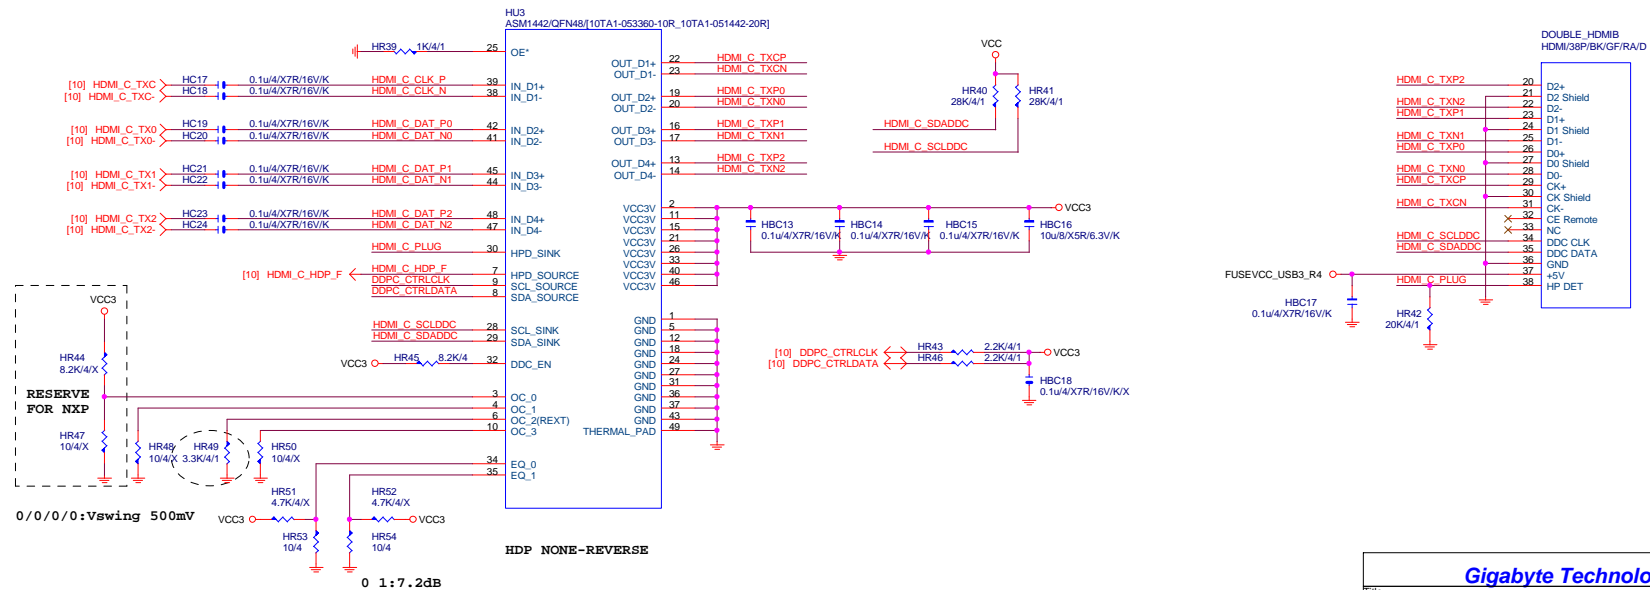 HU3
ASM1442/QFN48/[10TA1-053360-10R_10TA1-051442-20R]
HR39 1K/4/1 25 OE*
[10] HDMI_C_TXC HC17 0.1u/4/X7R/16V/K HDMI_C_CLK_P 39 IN_D1+
[10] HDMI_C_TXC- HC18 0.1u/4/X7R/16V/K HDMI_C_CLK_N 38 IN_D1-
[10] HDMI_C_TX0 HC19 0.1u/4/X7R/16V/K HDMI_C_DAT_P0 42 IN_D2+
[10] HDMI_C_TX0- HC20 0.1u/4/X7R/16V/K HDMI_C_DAT_N0 41 IN_D2-
[10] HDMI_C_TX1 HC21 0.1u/4/X7R/16V/K HDMI_C_DAT_P1 45 IN_D3+
[10] HDMI_C_TX1- HC22 0.1u/4/X7R/16V/K HDMI_C_DAT_N1 44 IN_D3-
[10] HDMI_C_TX2 HC23 0.1u/4/X7R/16V/K HDMI_C_DAT_P2 48 IN_D4+
[10] HDMI_C_TX2- HC24 0.1u/4/X7R/16V/K HDMI_C_DAT_N2 47 IN_D4-
HDMI_C_PLUG 30 HPD_SINK
[10] HDMI_C_HDP_F HDMI_C_HDP_F 7 HPD_SOURCE
DDPC_CTRLCLK 9 SCL_SOURCE
DDPC_CTRLDATA 8 SDA_SOURCE
HDMI_C_SCLDDC 28 SCL_SINK
HDMI_C_SDADDC 29 SDA_SINK
VCC3 HR45 8.2K/4 32 DDC_EN
3 OC_0
4 OC_1
6 OC_2(REXT)
10 OC_3
34 EQ_0
35 EQ_1
OUT_D1+ 22 HDMI_C_TXCP
OUT_D1- 23 HDMI_C_TXCN
OUT_D2+ 19 HDMI_C_TXP0
OUT_D2- 20 HDMI_C_TXN0
OUT_D3+ 16 HDMI_C_TXP1
OUT_D3- 17 HDMI_C_TXN1
OUT_D4+ 13 HDMI_C_TXP2
OUT_D4- 14 HDMI_C_TXN2
VCC3V 2 VCC3
VCC3V 11
VCC3V 15
VCC3V 21
VCC3V 26
VCC3V 33
VCC3V 40
VCC3V 46
GND 1
GND 5
GND 12
GND 18
GND 24
GND 27
GND 31
GND 36
GND 37
GND 43
THERMAL_PAD 49
VCC3
HR44
8.2K/4/X
RESERVE
FOR NXP
HR47
10/4/X
HR48
10/4/X
HR49
3.3K/4/1
HR50
10/4/X
0/0/0/0:Vswing 500mV
HR51
4.7K/4/X
VCC3
HR52
4.7K/4/X
VCC3
HR53
10/4
HR54
10/4
0 1:7.2dB
HDP NONE-REVERSE
VCC
HR40
28K/4/1
HR41
28K/4/1
HDMI_C_SDADDC
HDMI_C_SCLDDC
HBC13
0.1u/4/X7R/16V/K
HBC14
0.1u/4/X7R/16V/K
HBC15
0.1u/4/X7R/16V/K
HBC16
10u/8/X5R/6.3V/K
[10] DDPC_CTRLCLK HR43 2.2K/4/1 VCC3
[10] DDPC_CTRLDATA HR46 2.2K/4/1
HBC18
0.1u/4/X7R/16V/K/X
DOUBLE_HDMIB
HDMI/38P/BK/GF/RA/D
HDMI_C_TXP2 20 D2+
21 D2 Shield
HDMI_C_TXN2 22 D2-
HDMI_C_TXP1 23 D1+
24 D1 Shield
HDMI_C_TXN1 25 D1-
HDMI_C_TXP0 26 D0+
27 D0 Shield
HDMI_C_TXN0 28 D0-
HDMI_C_TXCP 29 CK+
30 CK Shield
HDMI_C_TXCN 31 CK-
32 CE Remote
33 NC
HDMI_C_SCLDDC 34 DDC CLK
HDMI_C_SDADDC 35 DDC DATA
36 GND
FUSEVCC_USB3_R4 37 +5V
HDMI_C_PLUG 38 HP DET
HBC17
0.1u/4/X7R/16V/K
HR42
20K/4/1
Gigabyte Technolo